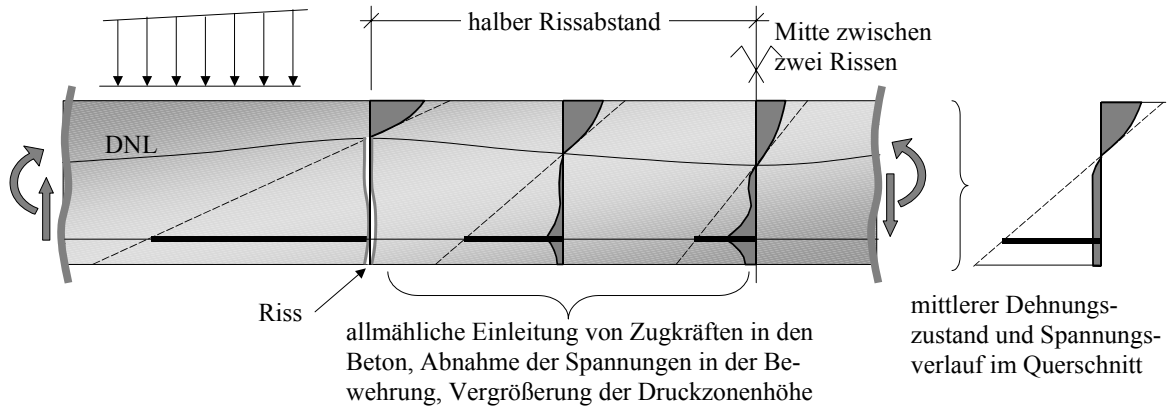 halber Rissabstand
Mitte zwischen
zwei Rissen
DNL
Riss
allmähliche Einleitung von Zugkräften in den
Beton, Abnahme der Spannungen in der Be-
wehrung, Vergrößerung der Druckzonenhöhe
mittlerer Dehnungs-
zustand und Spannungs-
verlauf im Querschnitt